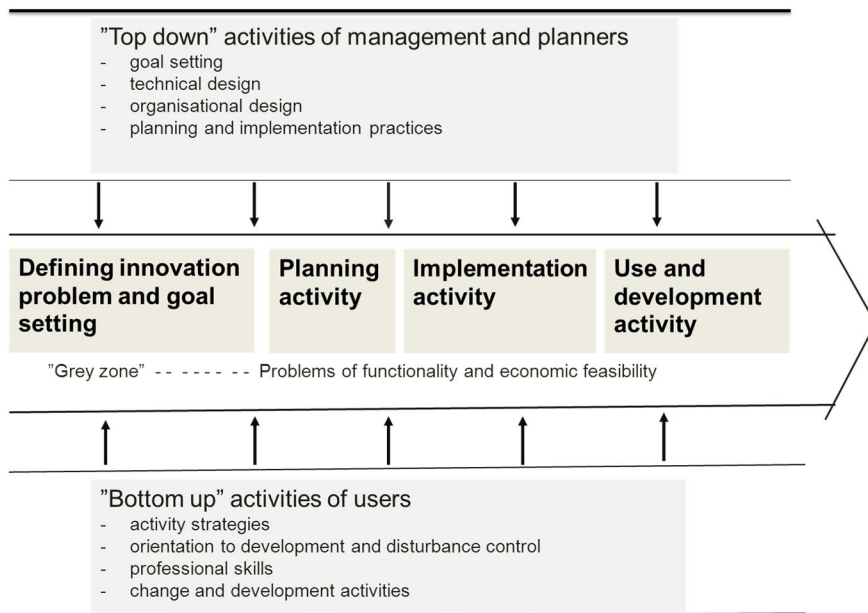 ”Top down” activities of management and planners
- goal setting
- technical design
- organisational design
- planning and implementation practices
Defining innovation
problem and goal
setting
Planning
activity
Implementation
activity
Use and
development
activity
”Grey zone” -- - - - - -- Problems of functionality and economic feasibility
”Bottom up” activities of users
- activity strategies
- orientation to development and disturbance control
- professional skills
- change and development activities